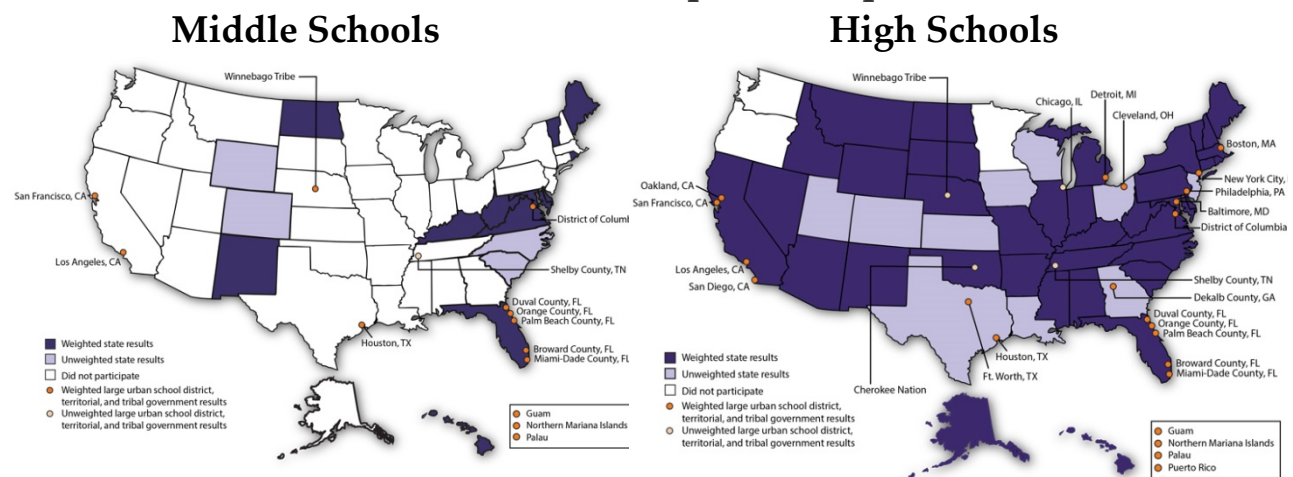 Middle Schools
Winnebago Tribe
San Francisco, CA
Los Angeles, CA
District of Columb
Shelby County, TN
Duval County, FL
Orange County, FL
Palm Beach County, FL
Houston, TX
Broward County, FL
Miami-Dade County, FL
Weighted state results
Unweighted state results
Did not participate
Weighted large urban school district,
territorial, and tribal government results
Unweighted large urban school district,
territorial, and tribal government results
Guam
Northern Mariana Islands
Palau
High Schools
Winnebago Tribe
Chicago, IL
Detroit, MI
Cleveland, OH
Boston, MA
New York City,
Philadelphia, PA
Baltimore, MD
District of Columbia
Oakland, CA
San Francisco, CA
Los Angeles, CA
San Diego, CA
Shelby County, TN
Dekalb County, GA
Duval County, FL
Orange County, FL
Palm Beach County, FL
Houston, TX
Ft. Worth, TX
Broward County, FL
Miami-Dade County, FL
Cherokee Nation
Weighted state results
Unweighted state results
Did not participate
Weighted large urban school district,
territorial, and tribal government results
Unweighted large urban school district,
territorial, and tribal government results
Guam
Northern Mariana Islands
Palau
Puerto Rico